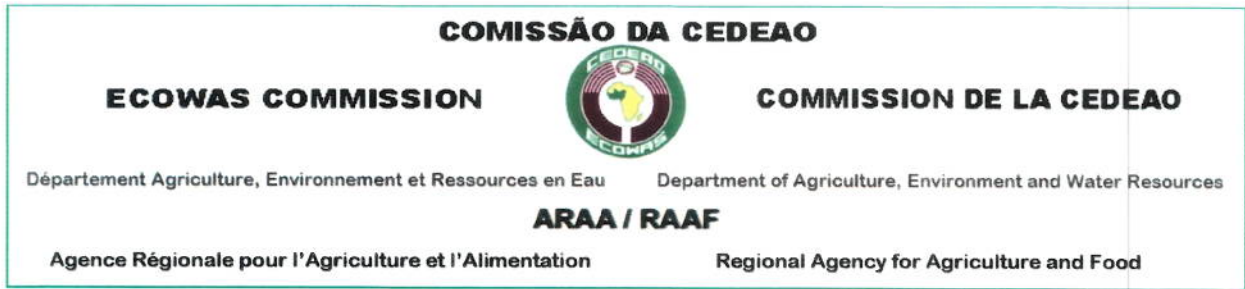 COMISSÃO DA CEDEAO
CEDEAO
ECOWAS COMMISSION
COMMISSION DE LA CEDEAO
ECOWAS
Département Agriculture, Environnement et Ressources en Eau
Department of Agriculture, Environment and Water Resources
ARAA / RAAF
Agence Régionale pour l'Agriculture et l'Alimentation
Regional Agency for Agriculture and Food